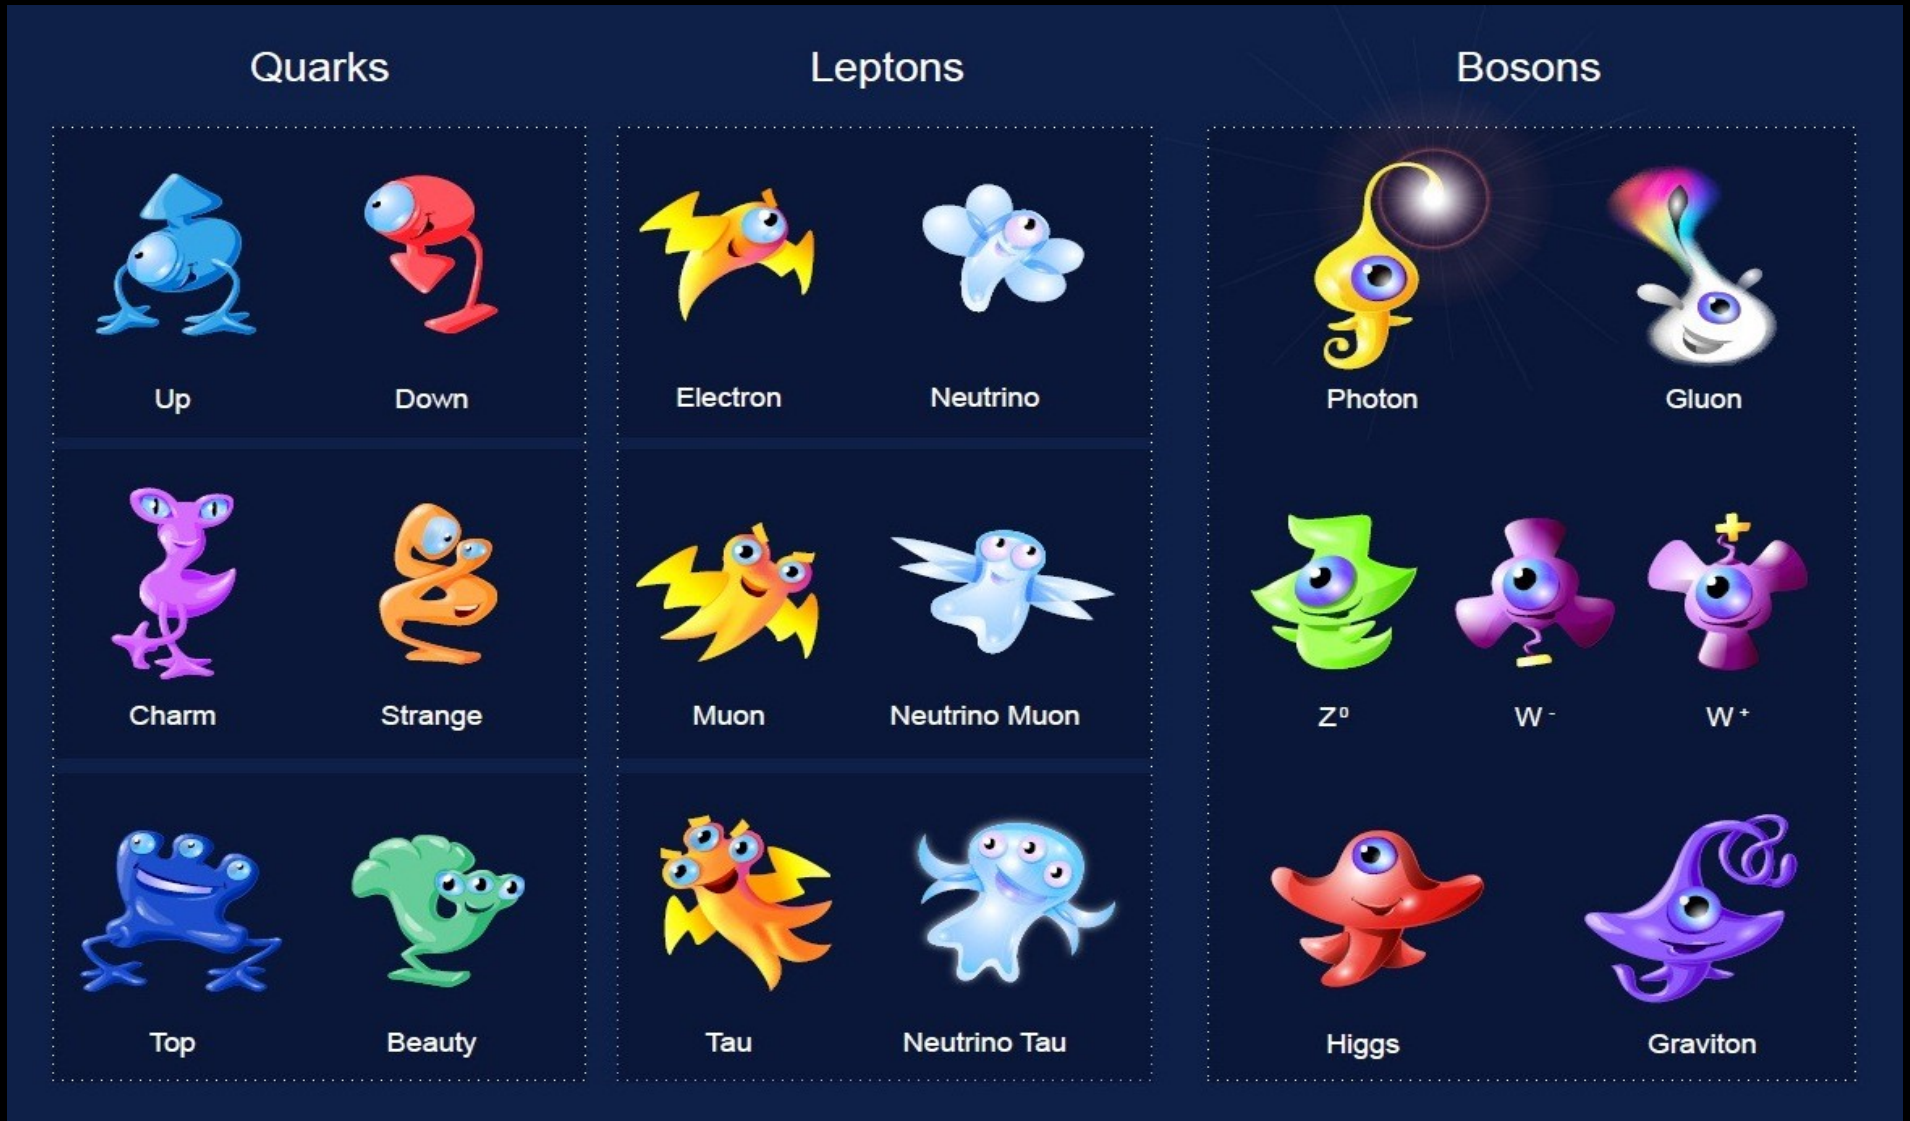 Quarks
Leptons
Bosons
Up
Down
Electron
Neutrino
Photon
Gluon
Charm
Strange
Muon
Neutrino Muon
Z⁰
W⁻
W⁺
Top
Beauty
Tau
Neutrino Tau
Higgs
Graviton